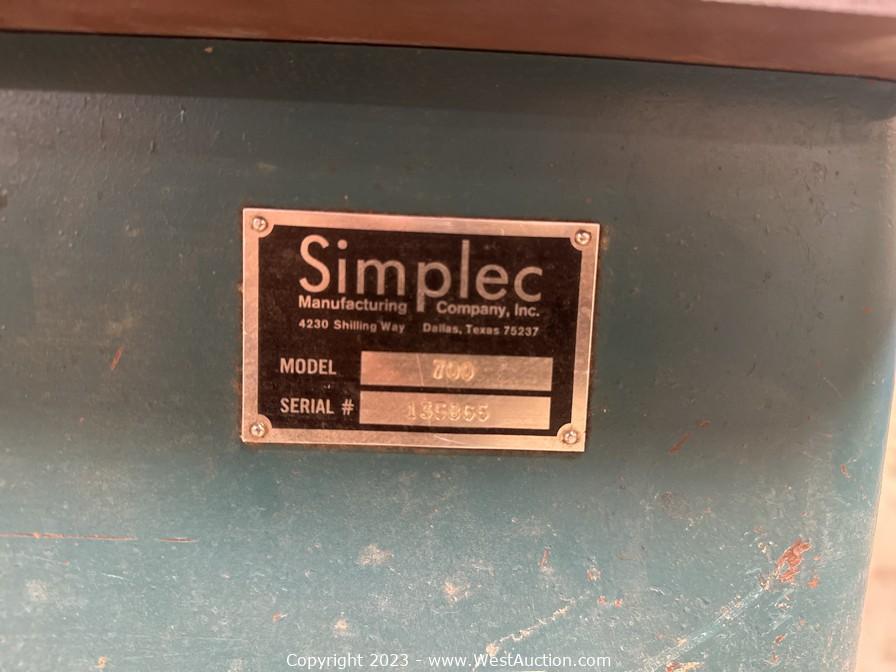 Simplec
Manufacturing Company, Inc.
4230 Shilling Way Dallas, Texas 75237
MODEL 700
SERIAL #
Copyright 2023 - www.WestAuction.com